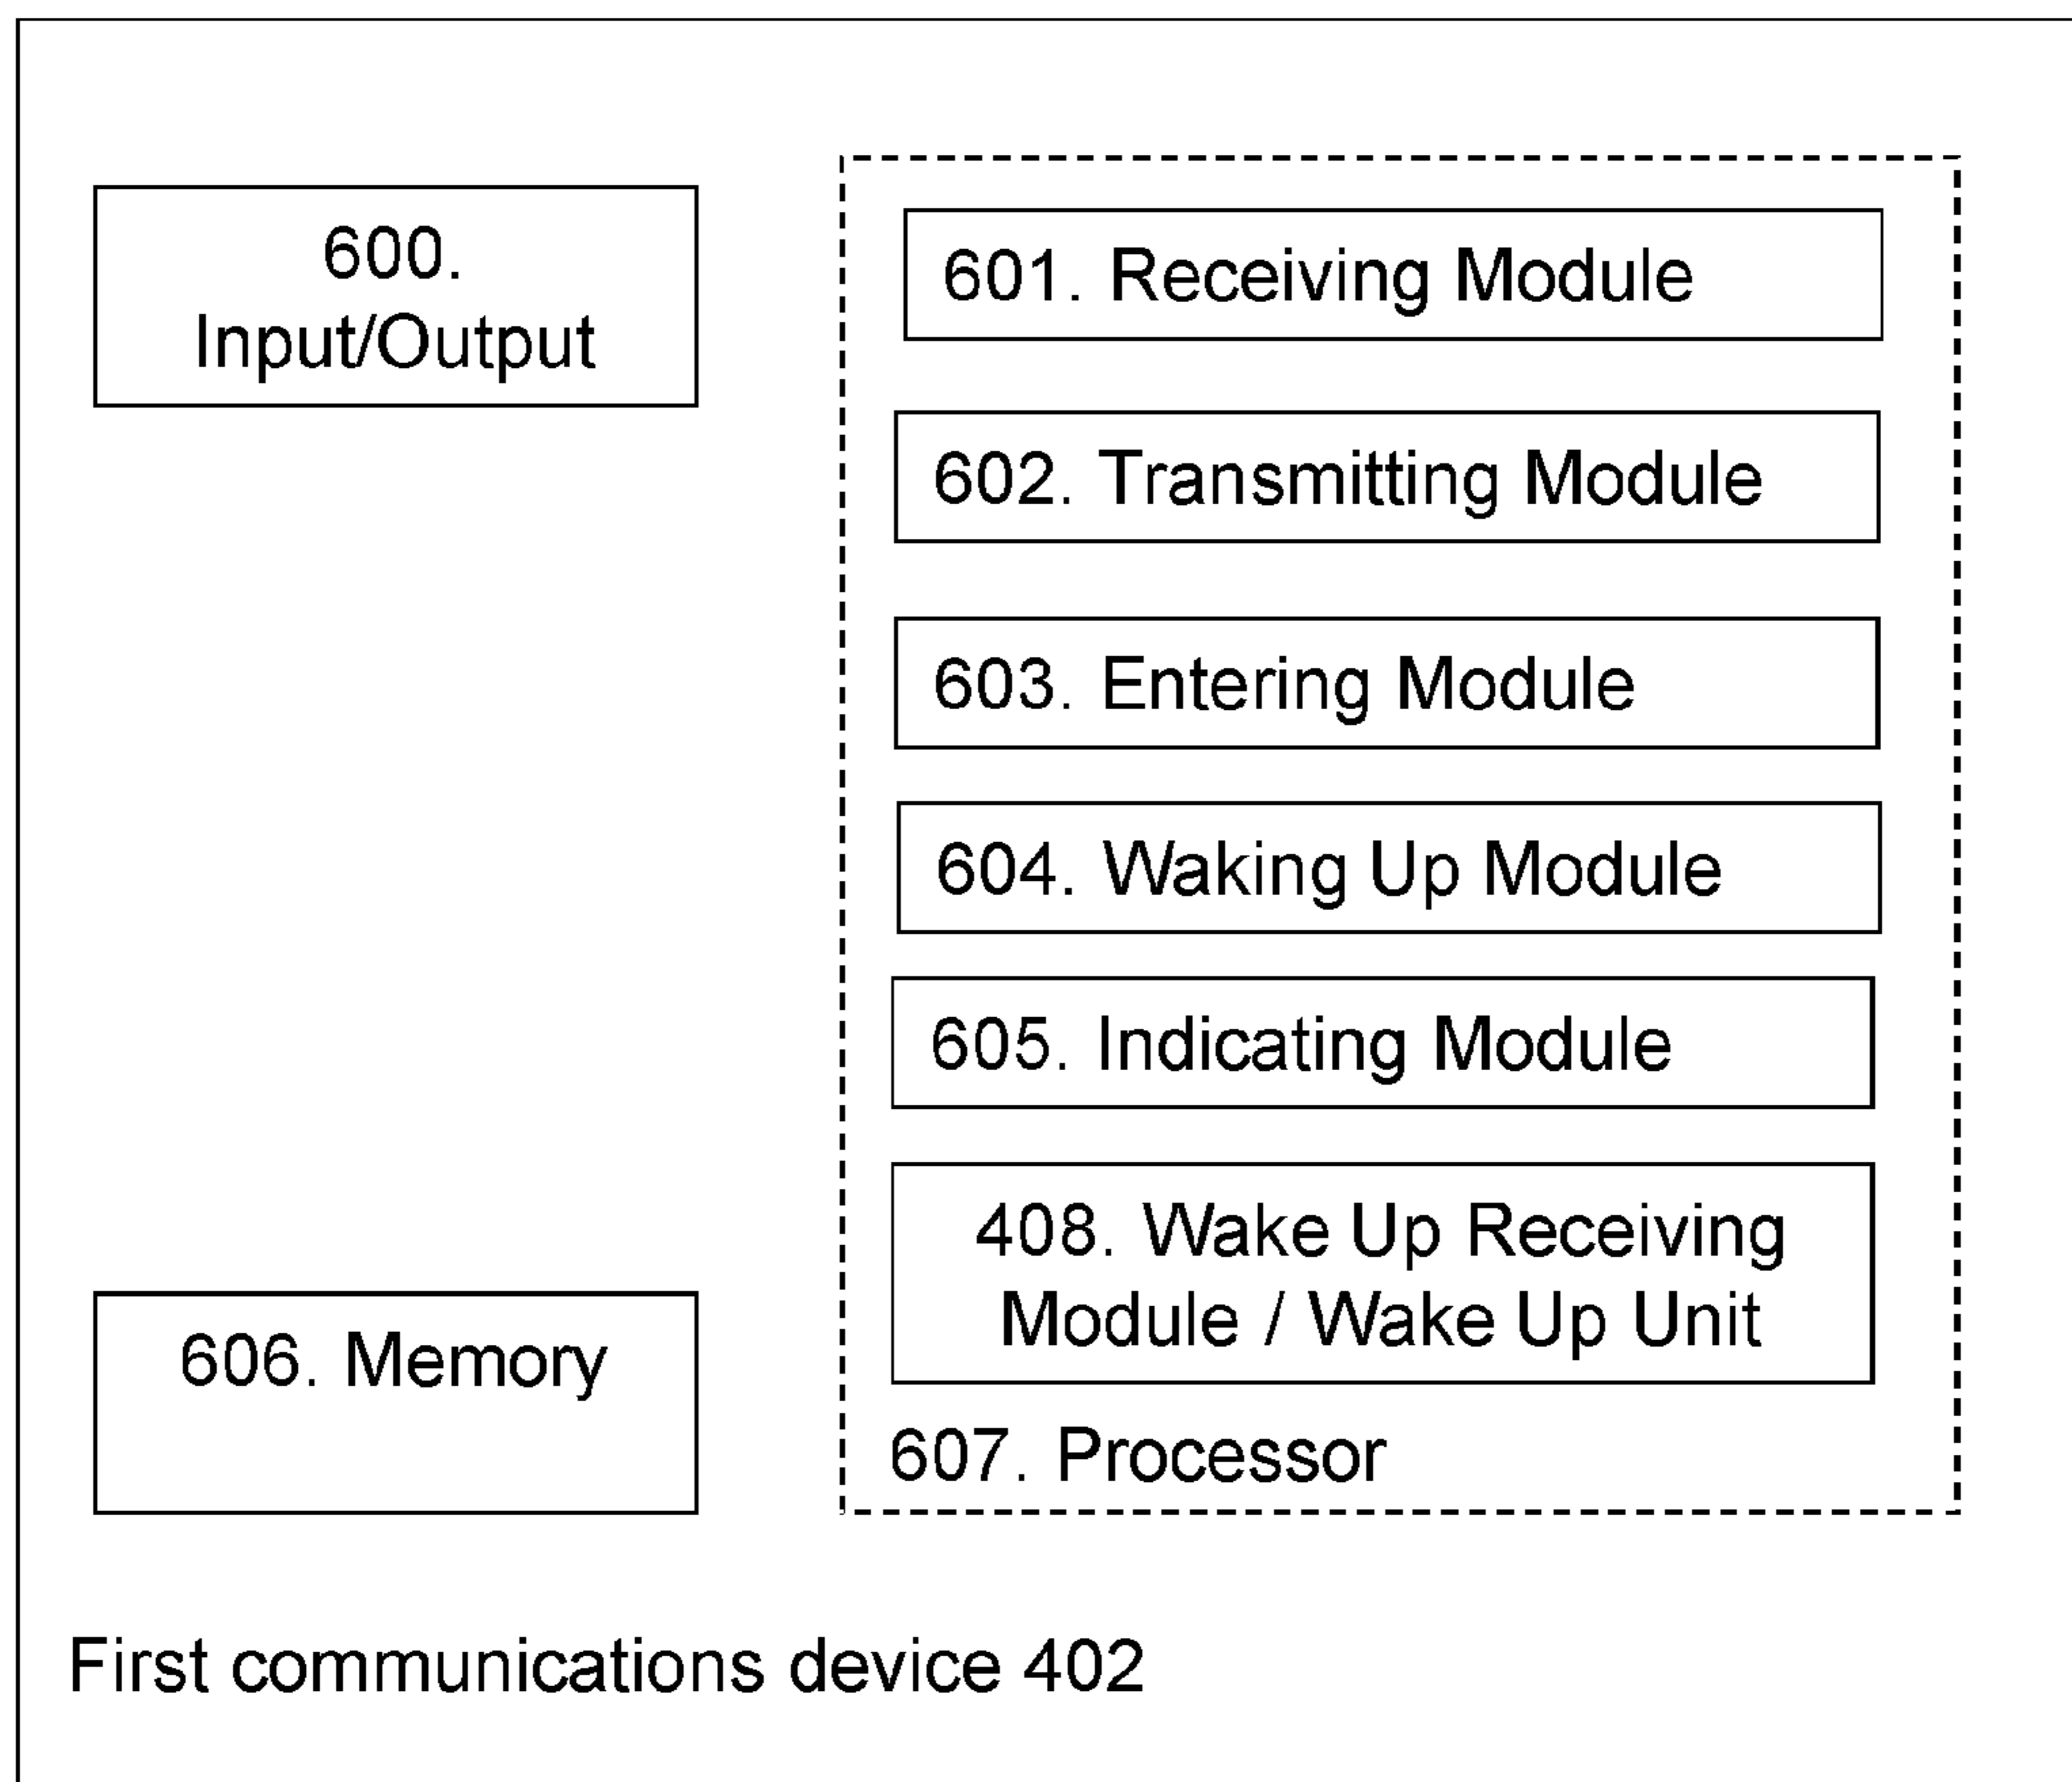 600.
Input/Output
601. Receiving Module
602. Transmitting Module
603. Entering Module
604. Waking Up Module
605. Indicating Module
408. Wake Up Receiving
Module / Wake Up Unit
606. Memory
607. Processor
First communications device 402